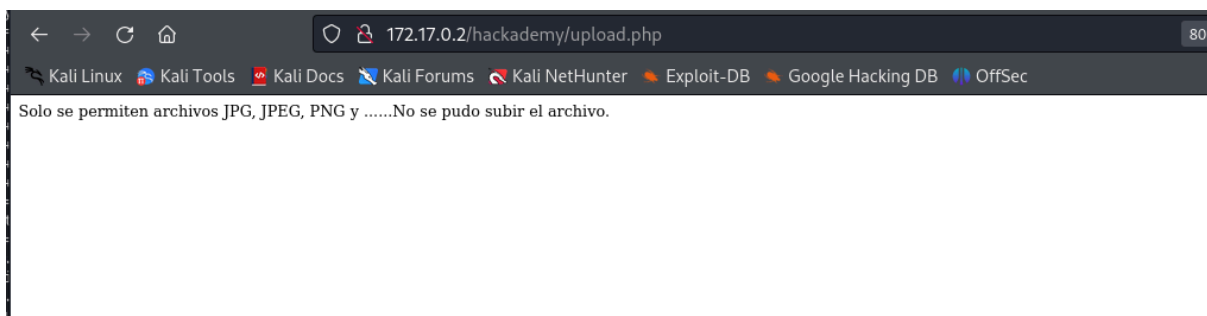 172.17.0.2/hackademy/upload.php
80
Kali Linux Kali Tools Kali Docs Kali Forums Kali NetHunter Exploit-DB Google Hacking DB OffSec
Solo se permiten archivos JPG, JPEG, PNG y ......No se pudo subir el archivo.